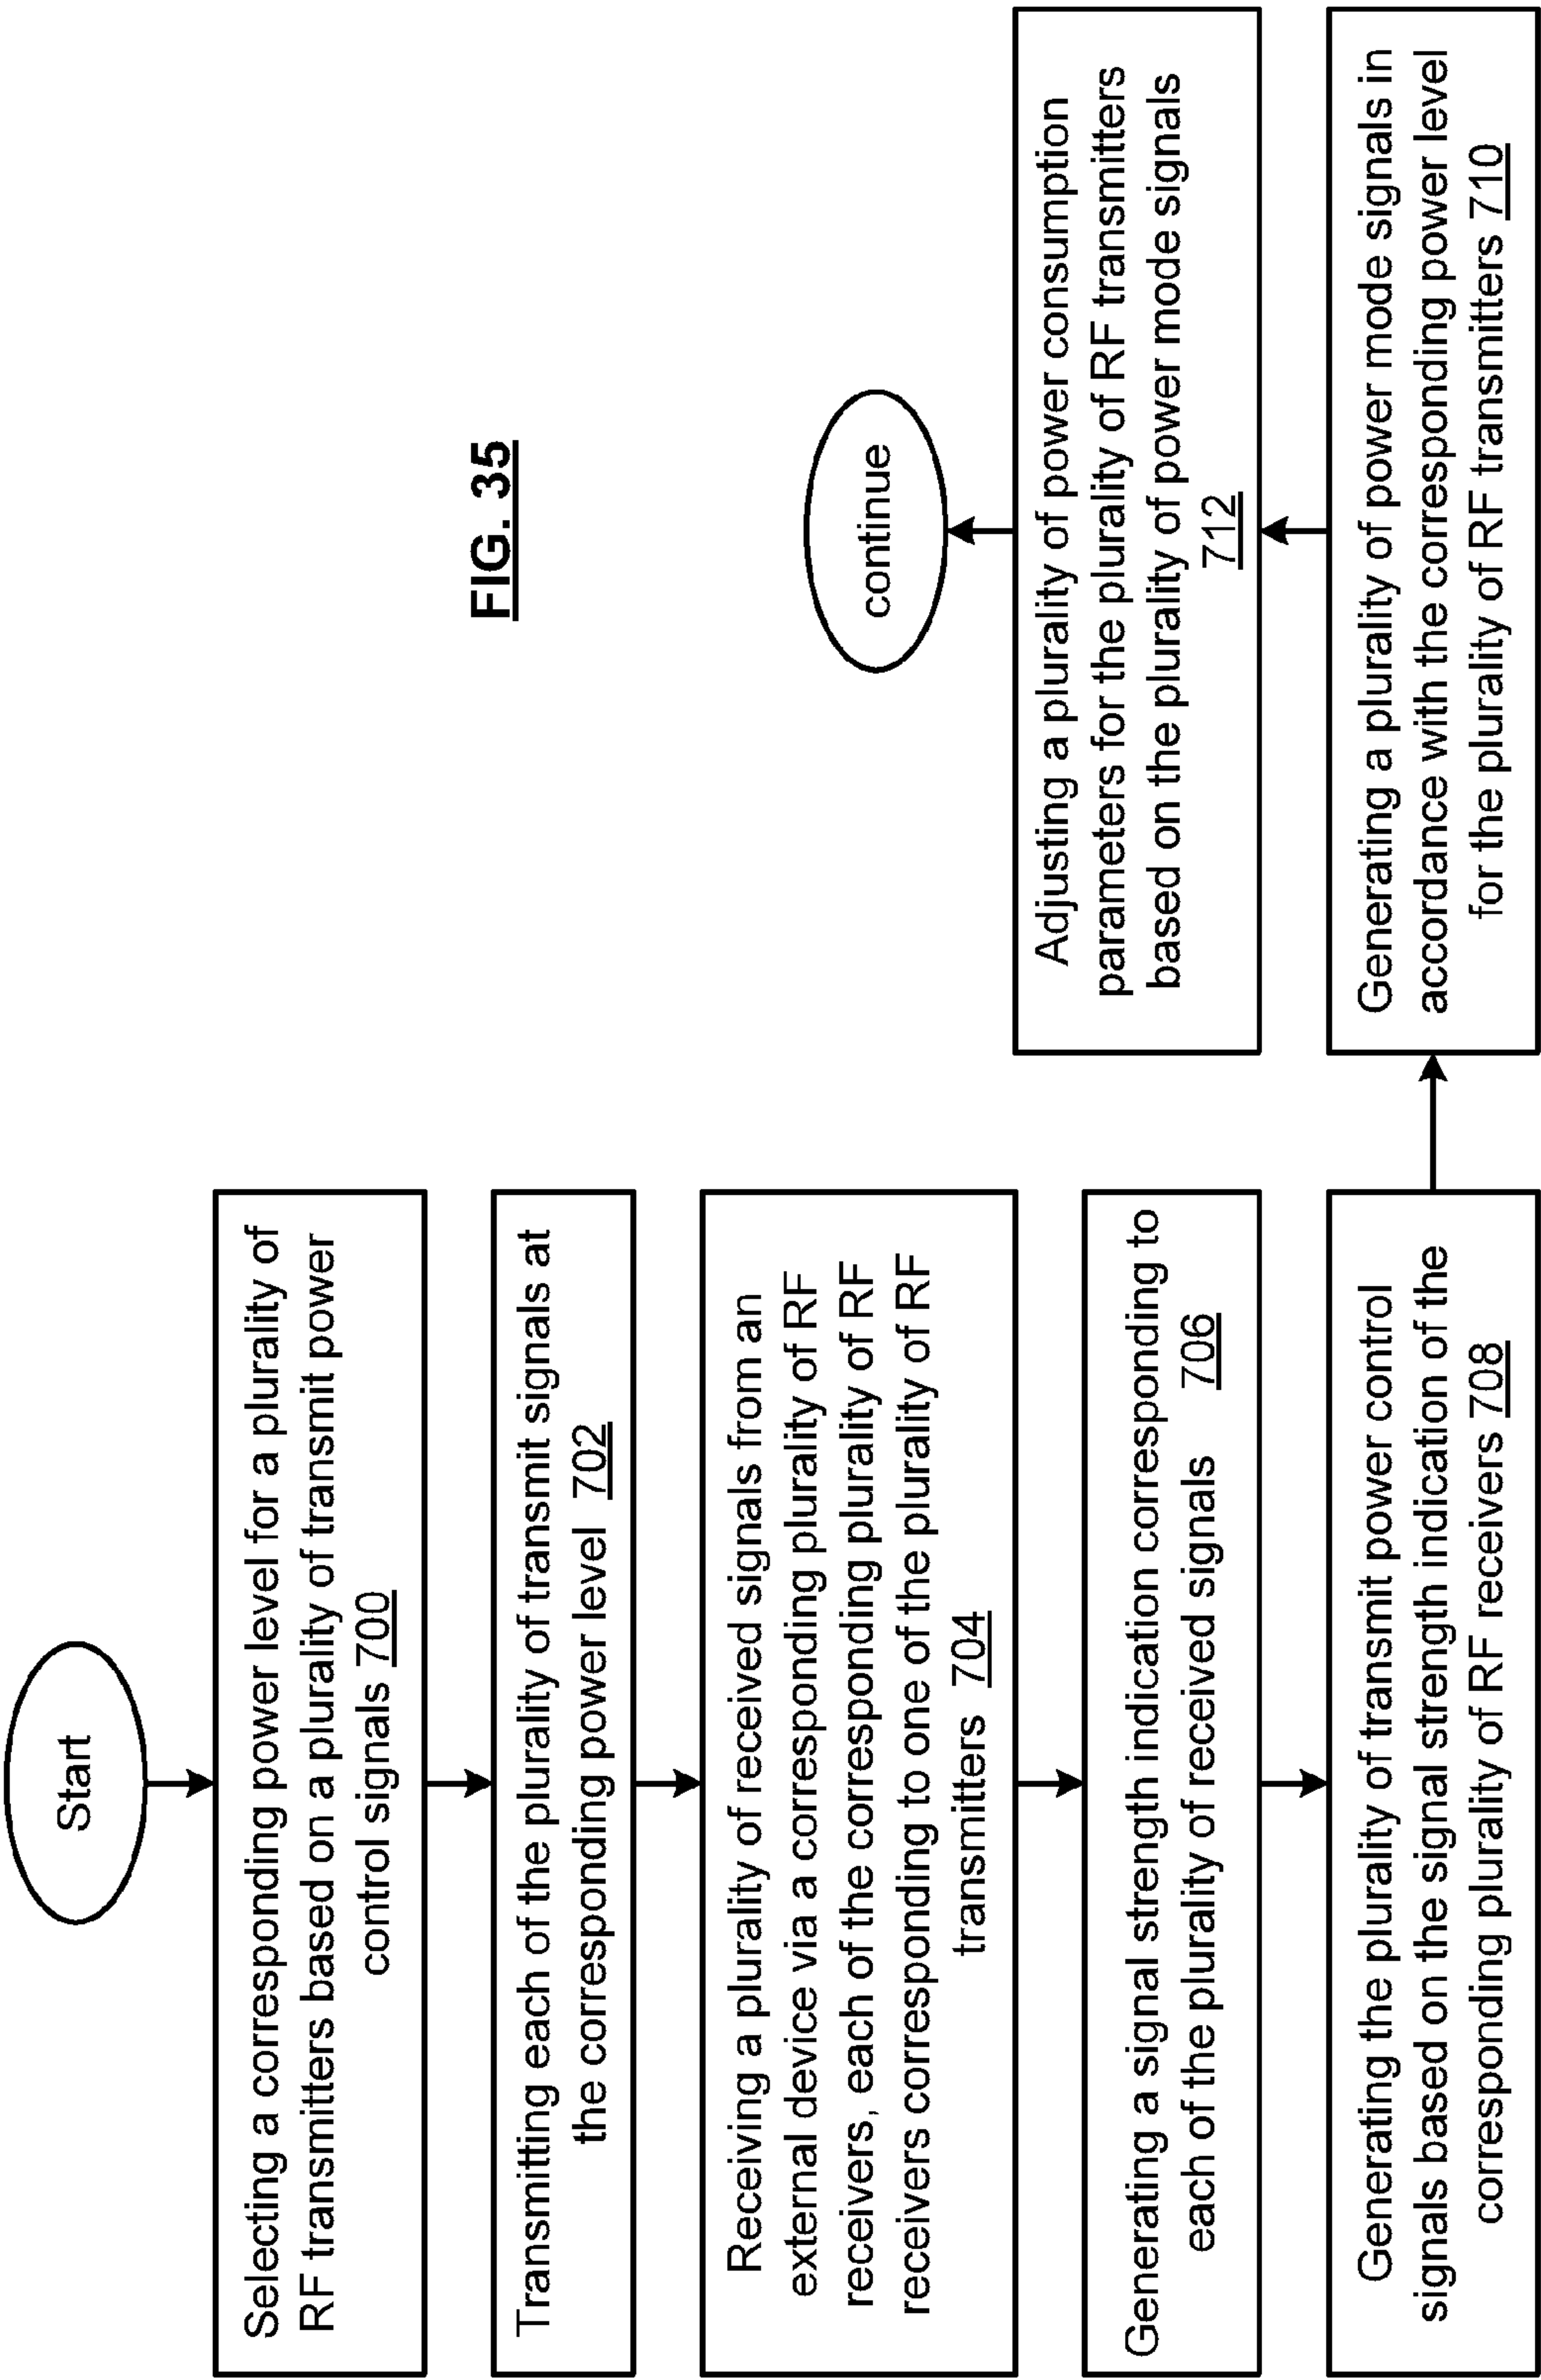 Start
Selecting a corresponding power level for a plurality of
RF transmitters based on a plurality of transmit power
control signals 700
Transmitting each of the plurality of transmit signals at
the corresponding power level 702
Receiving a plurality of received signals from an
external device via a corresponding plurality of RF
receivers, each of the corresponding plurality of RF
receivers corresponding to one of the plurality of RF
transmitters 704
Generating a signal strength indication corresponding to
each of the plurality of received signals 706
Generating the plurality of transmit power control
signals based on the signal strength indication of the
corresponding plurality of RF receivers 708
Generating a plurality of power mode signals in
accordance with the corresponding power level
for the plurality of RF transmitters 710
Adjusting a plurality of power consumption
parameters for the plurality of RF transmitters
based on the plurality of power mode signals
712
continue
FIG. 35